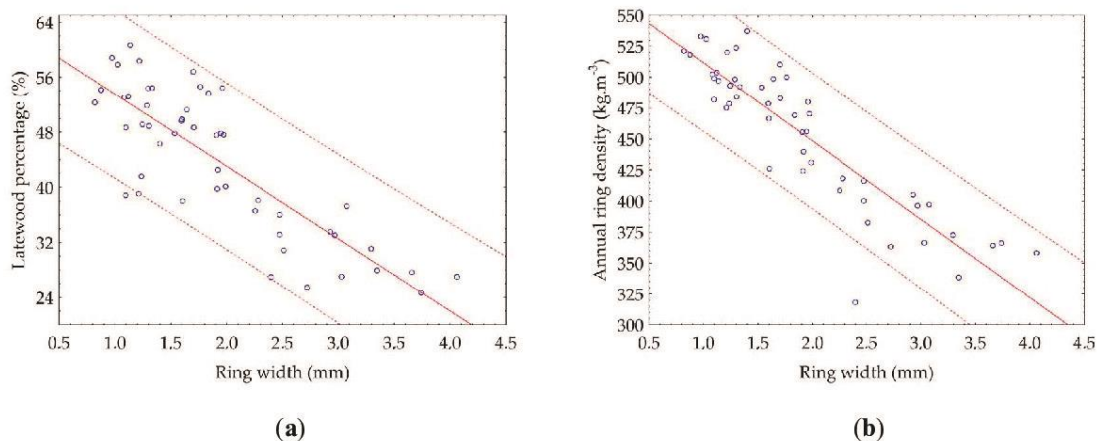 64
56
48
40
32
24
Latewood percentage (%)
0.5 1.0 1.5 2.0 2.5 3.0 3.5 4.0 4.5
Ring width (mm)
(a)
550
525
500
475
450
425
400
375
350
325
300
Annual ring density (kg.m⁻³)
0.5 1.0 1.5 2.0 2.5 3.0 3.5 4.0 4.5
Ring width (mm)
(b)